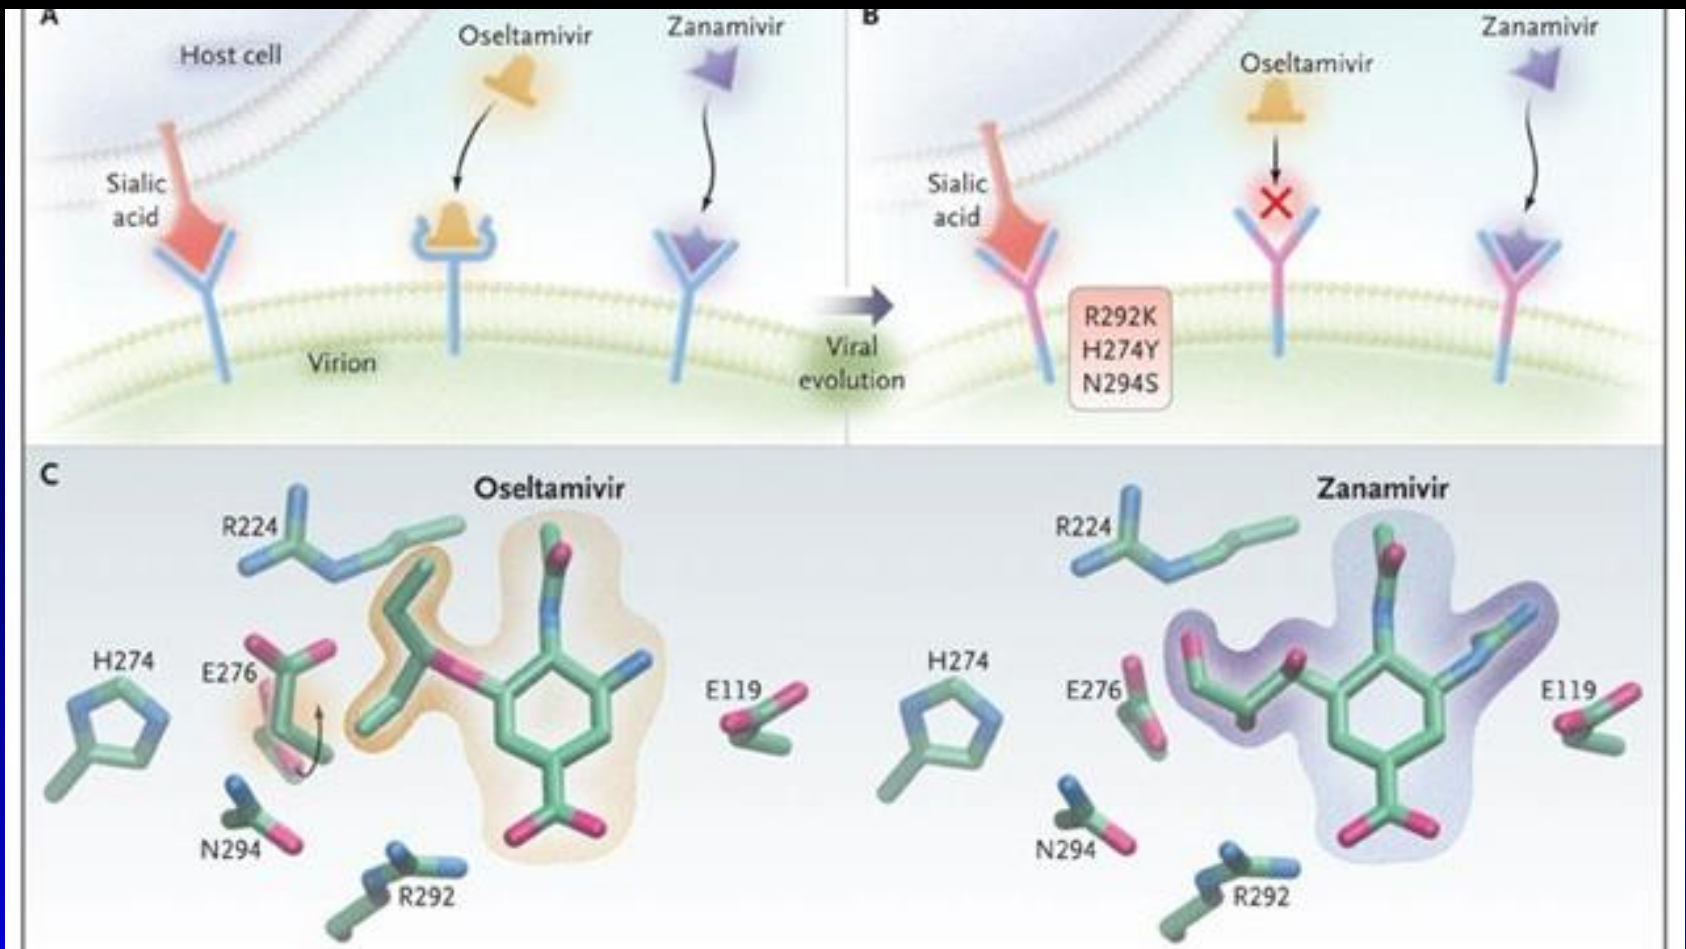 A
Host cell
Oseltamivir
Zanamivir
Sialic
acid
Virion
Viral
evolution
B
Oseltamivir
Zanamivir
Sialic
acid
R292K
H274Y
N294S
C
Oseltamivir
R224
H274
E276
E119
N294
R292
Zanamivir
R224
H274
E276
E119
N294
R292